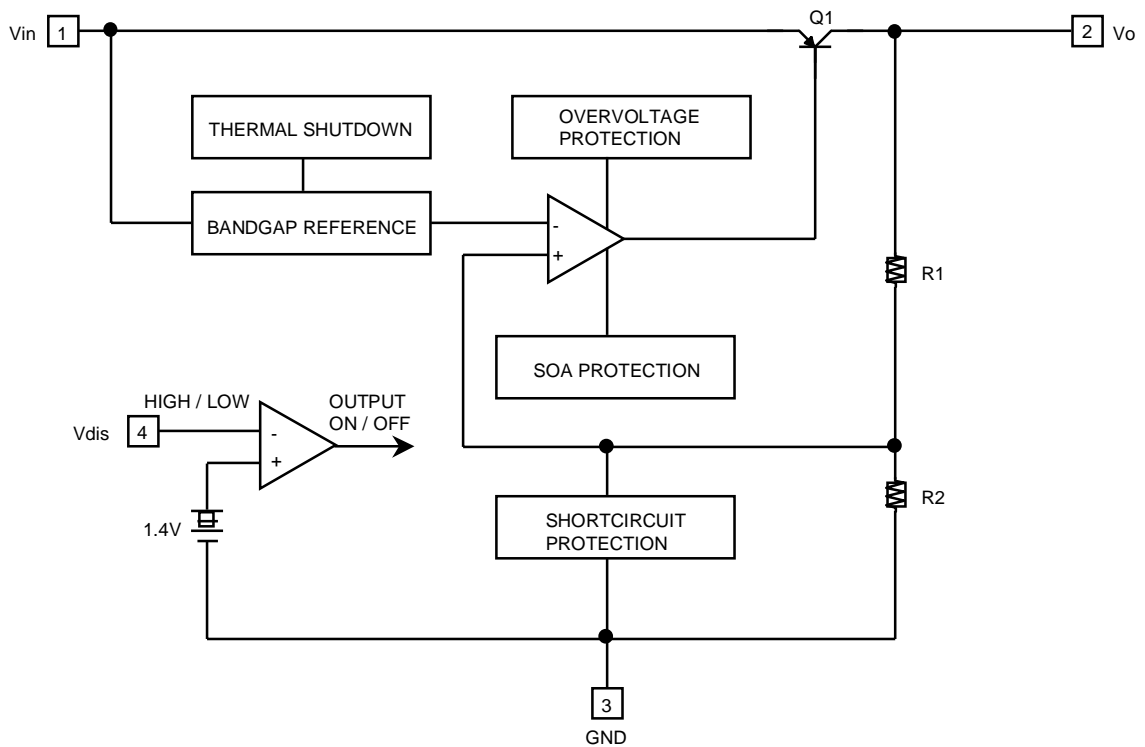 Q1
Vin 1
2 Vo
THERMAL SHUTDOWN
OVERVOLTAGE
PROTECTION
BANDGAP REFERENCE
-
+
R1
SOA PROTECTION
HIGH / LOW
OUTPUT
ON / OFF
Vdis 4
-
+
R2
1.4V
SHORTCIRCUIT
PROTECTION
3
GND